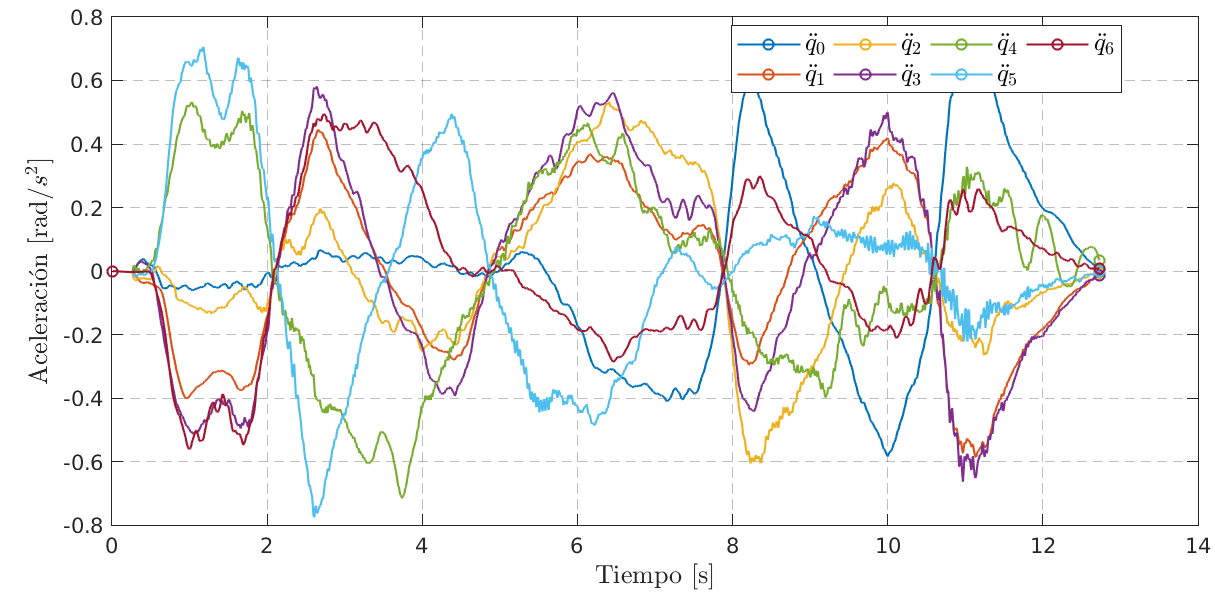 0.8
0.6
0.4
0.2
0
-0.2
-0.4
-0.6
-0.8
Aceleración [rad/s²]
q̈₀ q̈₂ q̈₄ q̈₆
q̈₁ q̈₃ q̈₅
0 2 4 6 8 10 12 14
Tiempo [s]